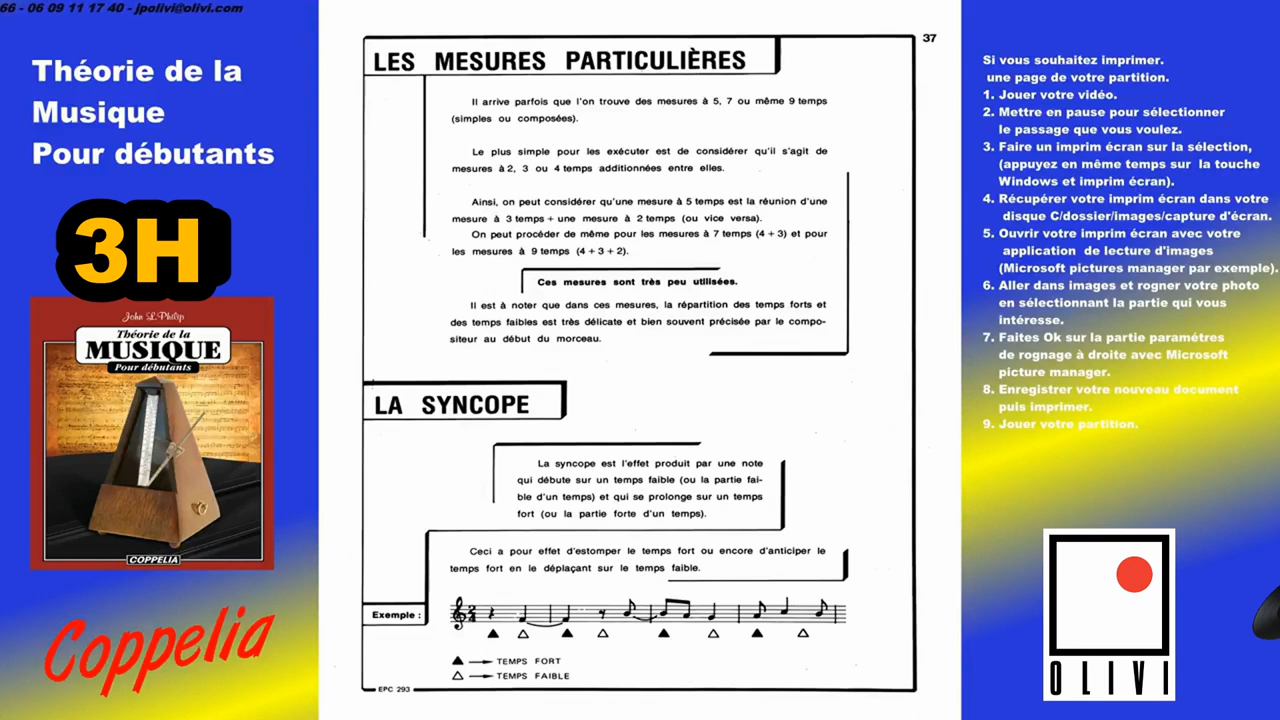 66 - 06 09 11 17 40 - jpolivi@olivi.com
Théorie de la
Musique
Pour débutants
3H
John L.Philip
Théorie de la
MUSIQUE
Pour débutants
COPPELIA
Coppelia
37
LES MESURES PARTICULIÈRES
Il arrive parfois que l'on trouve des mesures à 5, 7 ou même 9 temps
(simples ou composées).
Le plus simple pour les exécuter est de considérer qu'il s'agit de
mesures à 2, 3 ou 4 temps additionnées entre elles.
Ainsi, on peut considérer qu'une mesure à 5 temps est la réunion d'une
mesure à 3 temps + une mesure à 2 temps (ou vice versa).
On peut procéder de même pour les mesures à 7 temps (4 + 3) et pour
les mesures à 9 temps (4 + 3 + 2).
Ces mesures sont très peu utilisées.
Il est à noter que dans ces mesures, la répartition des temps forts et
des temps faibles est très délicate et bien souvent précisée par le compo-
siteur au début du morceau.
LA SYNCOPE
La syncope est l'effet produit par une note
qui débute sur un temps faible (ou la partie fai-
ble d'un temps) et qui se prolonge sur un temps
fort (ou la partie forte d'un temps).
Ceci a pour effet d'estomper le temps fort ou encore d'anticiper le
temps fort en le déplaçant sur le temps faible.
Exemple :
2
4
TEMPS FORT
TEMPS FAIBLE
EPC 293
Si vous souhaitez imprimer.
une page de votre partition.
1. Jouer votre vidéo.
2. Mettre en pause pour sélectionner
le passage que vous voulez.
3. Faire un imprim écran sur la sélection,
(appuyez en même temps sur la touche
Windows et imprim écran).
4. Récupérer votre imprim écran dans votre
disque C/dossier/images/capture d'écran.
5. Ouvrir votre imprim écran avec votre
application de lecture d'images
(Microsoft pictures manager par exemple).
6. Aller dans images et rogner votre photo
en sélectionnant la partie qui vous
intéresse.
7. Faites Ok sur la partie paramétres
de rognage à droite avec Microsoft
picture manager.
8. Enregistrer votre nouveau document
puis imprimer.
9. Jouer votre partition.
OLIVI